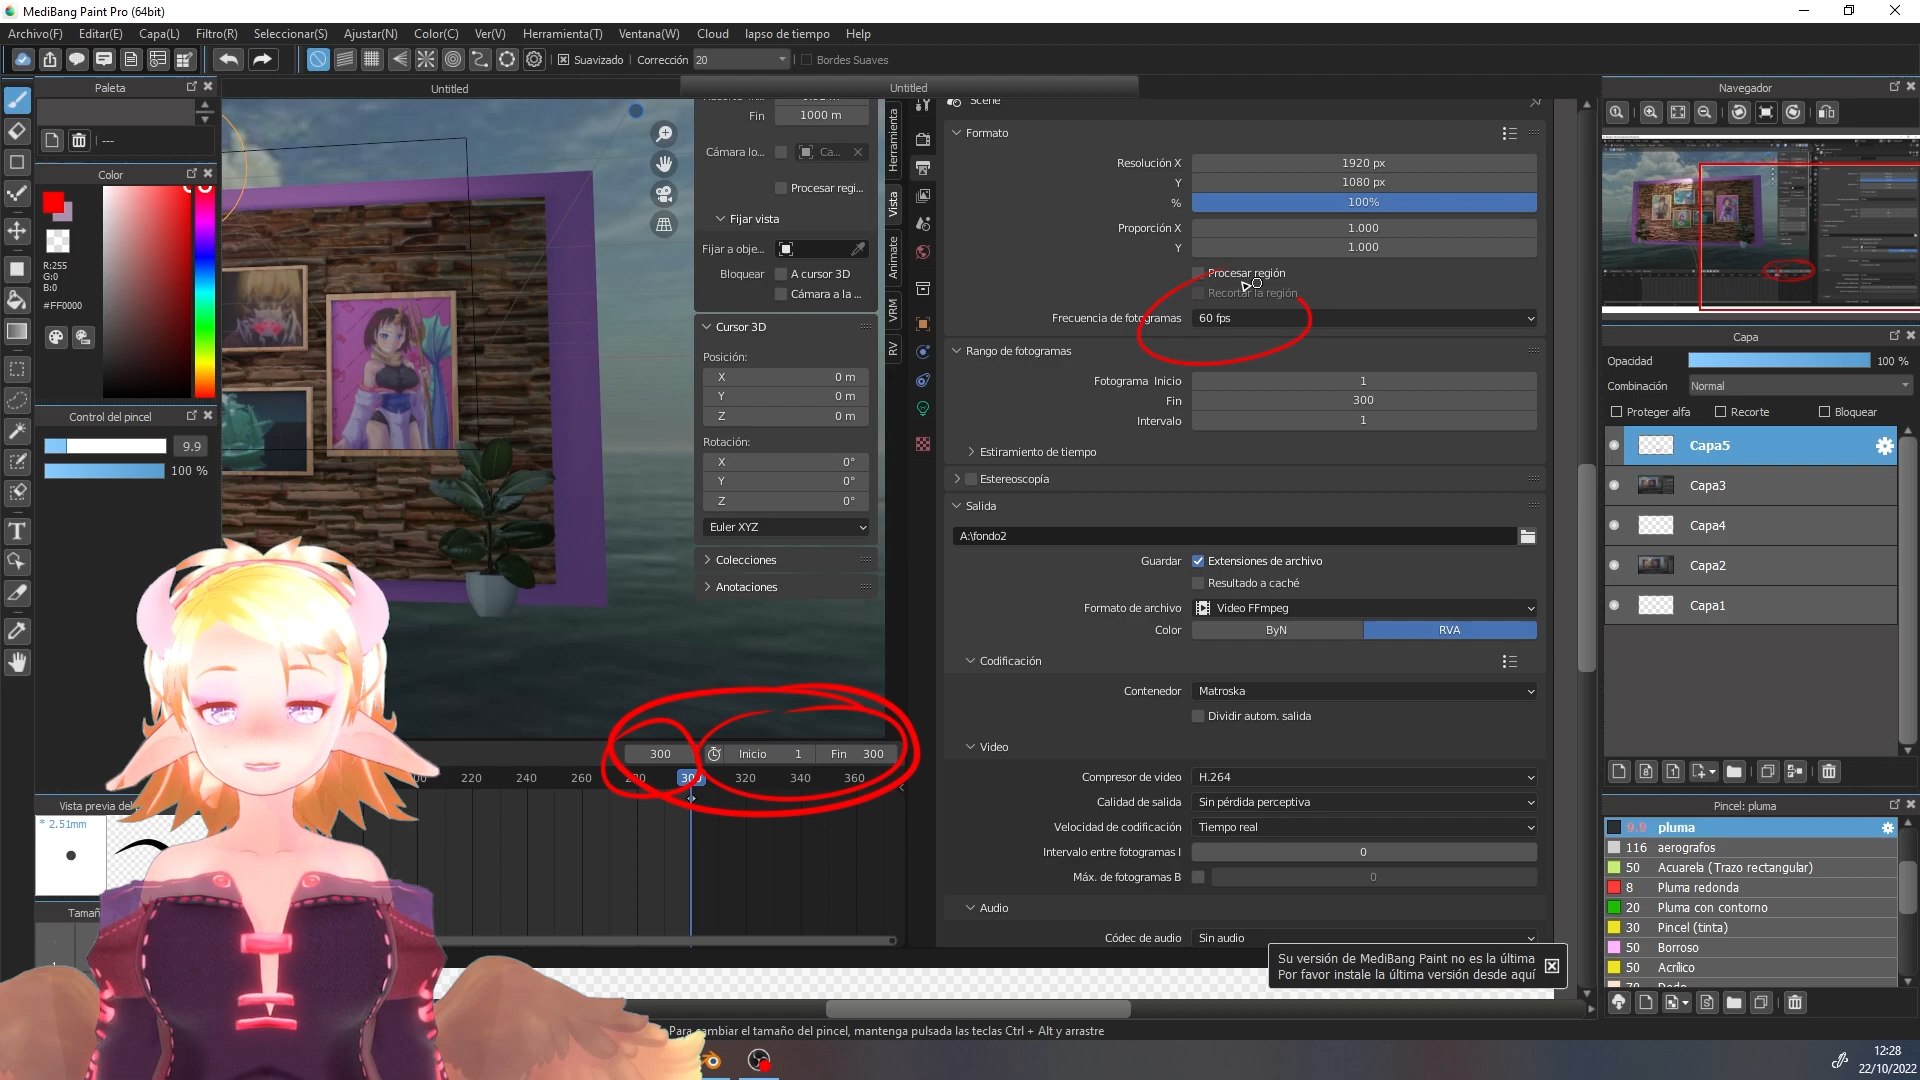 MediBang Paint Pro (64bit)
Archivo(F) Editar(E) Capa(L) Filtro(R) Seleccionar(S) Ajustar(N) Color(C) Ver(V) Herramienta(T) Ventana(W) Cloud lapso de tiempo Help
Suavizado Corrección 20 Bordes Suaves
Paleta
---
Color
R:255
G:0
B:0
#FF0000
Control del pincel
9.9
100 %
Vista previa del
* 2.51mm
Untitled
Untitled
Fin 1000 m
Cámara lo... Ca...
Procesar regi...
Fijar vista
Fijar a obje...
Bloquear A cursor 3D
Cámara a la ...
Cursor 3D
Posición:
X 0 m
Y 0 m
Z 0 m
Rotación:
X 0°
Y 0°
Z 0°
Euler XYZ
Colecciones
Anotaciones
Herramienta
Vista
Animate
VRM
RV
300 Inicio 1 Fin 300
220 240 260 300 320 340 360
Scene
Formato
Resolución X 1920 px
Y 1080 px
% 100%
Proporción X 1.000
Y 1.000
Procesar región
Recortar la región
Frecuencia de fotogramas 60 fps
Rango de fotogramas
Fotograma Inicio 1
Fin 300
Intervalo 1
Estiramiento de tiempo
Estereoscopía
Salida
A:\fondo2
Guardar Extensiones de archivo
Resultado a caché
Formato de archivo Video FFmpeg
Color ByN RVA
Codificación
Contenedor Matroska
Dividir autom. salida
Video
Compresor de video H.264
Calidad de salida Sin pérdida perceptiva
Velocidad de codificación Tiempo real
Intervalo entre fotogramas I 0
Máx. de fotogramas B 0
Audio
Códec de audio Sin audio
Su versión de MediBang Paint no es la última
Por favor instale la última versión desde aquí
Para cambiar el tamaño del pincel, mantenga pulsada las teclas Ctrl + Alt y arrastre
Navegador
Capa
Opacidad 100 %
Combinación Normal
Proteger alfa Recorte Bloquear
Capa5
Capa3
Capa4
Capa2
Capa1
Pincel: pluma
9.9 pluma
116 aerografos
50 Acuarela (Trazo rectangular)
8 Pluma redonda
20 Pluma con contorno
30 Pincel (tinta)
50 Borroso
50 Acrílico
12:28
22/10/2022